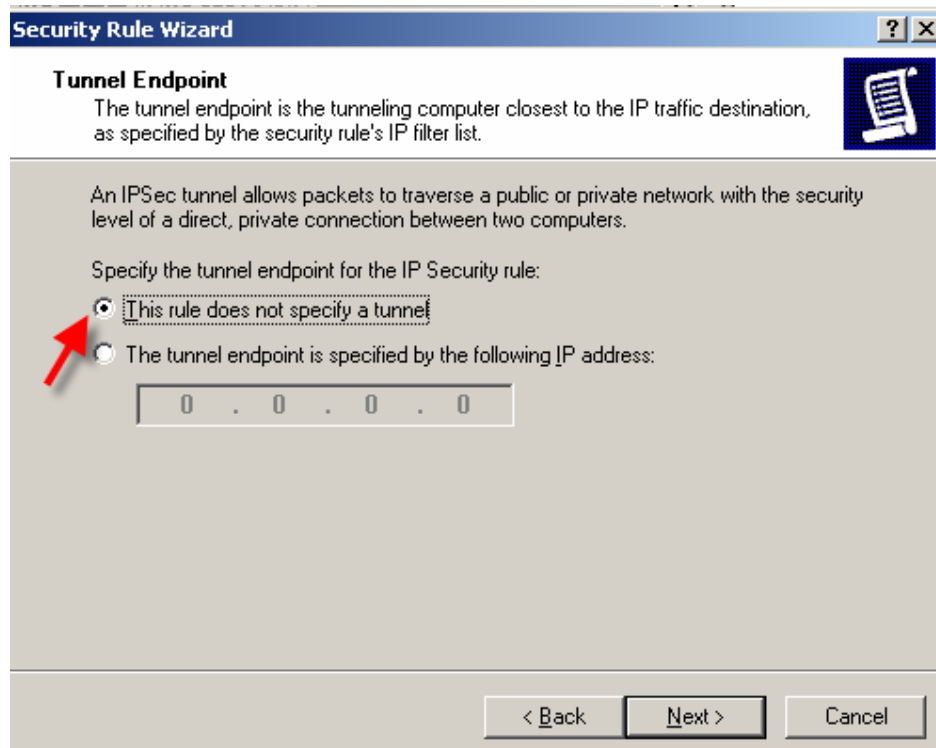 Security Rule Wizard
Tunnel Endpoint
The tunnel endpoint is the tunneling computer closest to the IP traffic destination,
as specified by the security rule's IP filter list.
An IPSec tunnel allows packets to traverse a public or private network with the security
level of a direct, private connection between two computers.
Specify the tunnel endpoint for the IP Security rule:
This rule does not specify a tunnel
The tunnel endpoint is specified by the following IP address:
0 . 0 . 0 . 0
< Back Next > Cancel